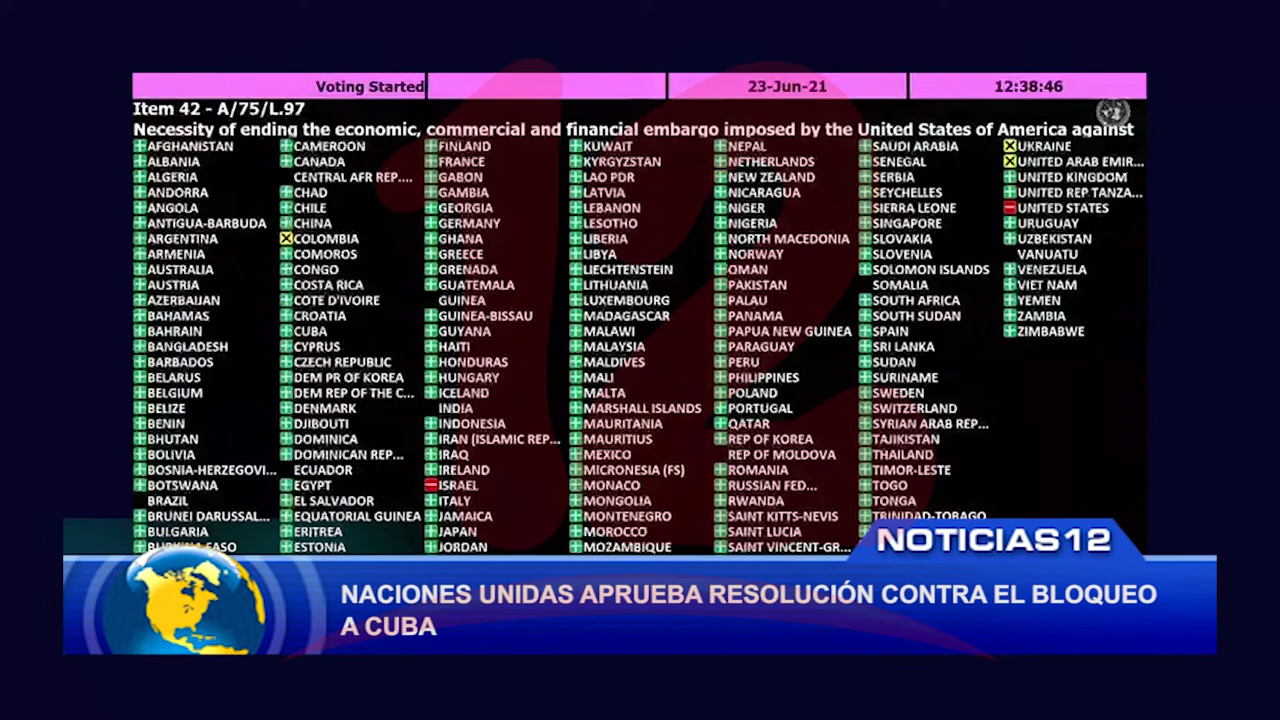 Voting Started
23-Jun-21
12:38:46
Item 42 - A/75/L.97
Necessity of ending the economic, commercial and financial embargo imposed by the United States of America against
AFGHANISTAN
ALBANIA
ALGERIA
ANDORRA
ANGOLA
ANTIGUA-BARBUDA
ARGENTINA
ARMENIA
AUSTRALIA
AUSTRIA
AZERBAIJAN
BAHAMAS
BAHRAIN
BANGLADESH
BARBADOS
BELARUS
BELGIUM
BELIZE
BENIN
BHUTAN
BOLIVIA
BOSNIA-HERZEGOVI...
BOTSWANA
BRAZIL
BRUNEI DARUSSAL...
BULGARIA
BURKINA FASO
CAMEROON
CANADA
CENTRAL AFR REP....
CHAD
CHILE
CHINA
COLOMBIA
COMOROS
CONGO
COSTA RICA
COTE D'IVOIRE
CROATIA
CUBA
CYPRUS
CZECH REPUBLIC
DEM PR OF KOREA
DEM REP OF THE C...
DENMARK
DJIBOUTI
DOMINICA
DOMINICAN REP...
ECUADOR
EGYPT
EL SALVADOR
EQUATORIAL GUINEA
ERITREA
ESTONIA
FINLAND
FRANCE
GABON
GAMBIA
GEORGIA
GERMANY
GHANA
GREECE
GRENADA
GUATEMALA
GUINEA
GUINEA-BISSAU
GUYANA
HAITI
HONDURAS
HUNGARY
ICELAND
INDIA
INDONESIA
IRAN (ISLAMIC REP...
IRAQ
IRELAND
ISRAEL
ITALY
JAMAICA
JAPAN
JORDAN
KUWAIT
KYRGYZSTAN
LAO PDR
LATVIA
LEBANON
LESOTHO
LIBERIA
LIBYA
LIECHTENSTEIN
LITHUANIA
LUXEMBOURG
MADAGASCAR
MALAWI
MALAYSIA
MALDIVES
MALI
MALTA
MARSHALL ISLANDS
MAURITANIA
MAURITIUS
MEXICO
MICRONESIA (FS)
MONACO
MONGOLIA
MONTENEGRO
MOROCCO
MOZAMBIQUE
NEPAL
NETHERLANDS
NEW ZEALAND
NICARAGUA
NIGER
NIGERIA
NORTH MACEDONIA
NORWAY
OMAN
PAKISTAN
PALAU
PANAMA
PAPUA NEW GUINEA
PARAGUAY
PERU
PHILIPPINES
POLAND
PORTUGAL
QATAR
REP OF KOREA
REP OF MOLDOVA
ROMANIA
RUSSIAN FED...
RWANDA
SAINT KITTS-NEVIS
SAINT LUCIA
SAINT VINCENT-GR...
SAUDI ARABIA
SENEGAL
SERBIA
SEYCHELLES
SIERRA LEONE
SINGAPORE
SLOVAKIA
SLOVENIA
SOLOMON ISLANDS
SOMALIA
SOUTH AFRICA
SOUTH SUDAN
SPAIN
SRI LANKA
SUDAN
SURINAME
SWEDEN
SWITZERLAND
SYRIAN ARAB REP...
TAJIKISTAN
THAILAND
TIMOR-LESTE
TOGO
TONGA
TRINIDAD-TOBAGO
UKRAINE
UNITED ARAB EMIR...
UNITED KINGDOM
UNITED REP TANZA...
UNITED STATES
URUGUAY
UZBEKISTAN
VANUATU
VENEZUELA
VIET NAM
YEMEN
ZAMBIA
ZIMBABWE
12
NOTICIAS12
NACIONES UNIDAS APRUEBA RESOLUCIÓN CONTRA EL BLOQUEO
A CUBA